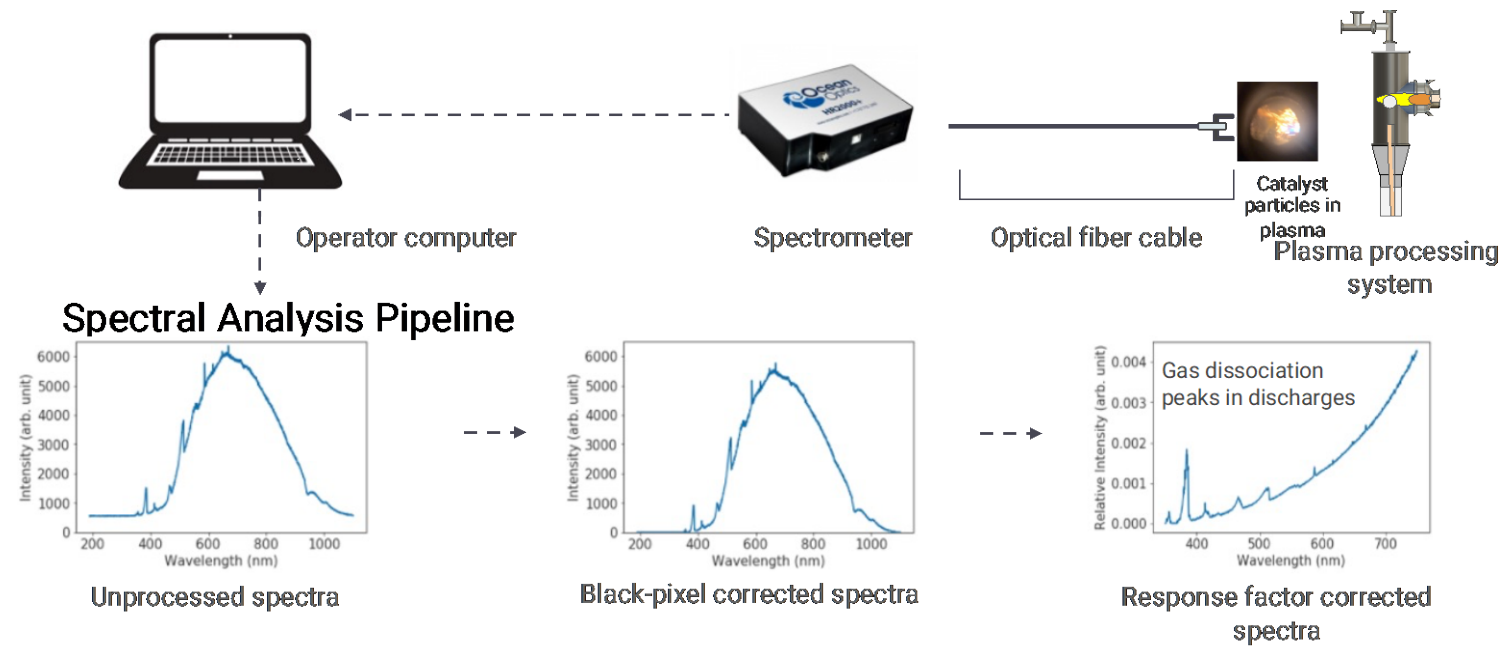 Ocean
Optics
HR2000+
Catalyst
particles in
plasma
Operator computer
Spectrometer
Optical fiber cable
Plasma processing
system
Spectral Analysis Pipeline
Intensity (arb. unit)
6000
5000
4000
3000
2000
1000
0
200 400 600 800 1000
Wavelength (nm)
Unprocessed spectra
Intensity (arb. unit)
6000
5000
4000
3000
2000
1000
0
200 400 600 800 1000
Wavelength (nm)
Black-pixel corrected spectra
Relative Intensity (arb. unit)
0.004
0.003
0.002
0.001
0.000
Gas dissociation
peaks in discharges
400 500 600 700
Wavelength (nm)
Response factor corrected
spectra